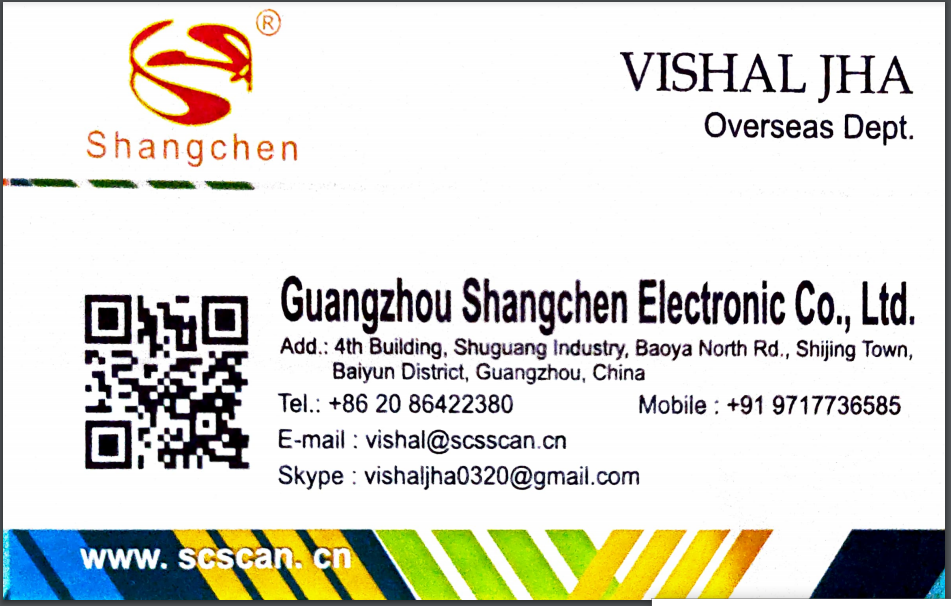 ®
Shangchen
VISHAL JHA
Overseas Dept.
Guangzhou Shangchen Electronic Co., Ltd.
Add.: 4th Building, Shuguang Industry, Baoya North Rd., Shijing Town,
Baiyun District, Guangzhou, China
Tel.: +86 20 86422380 Mobile : +91 9717736585
E-mail : vishal@scsscan.cn
Skype : vishaljha0320@gmail.com
www. scscan. cn